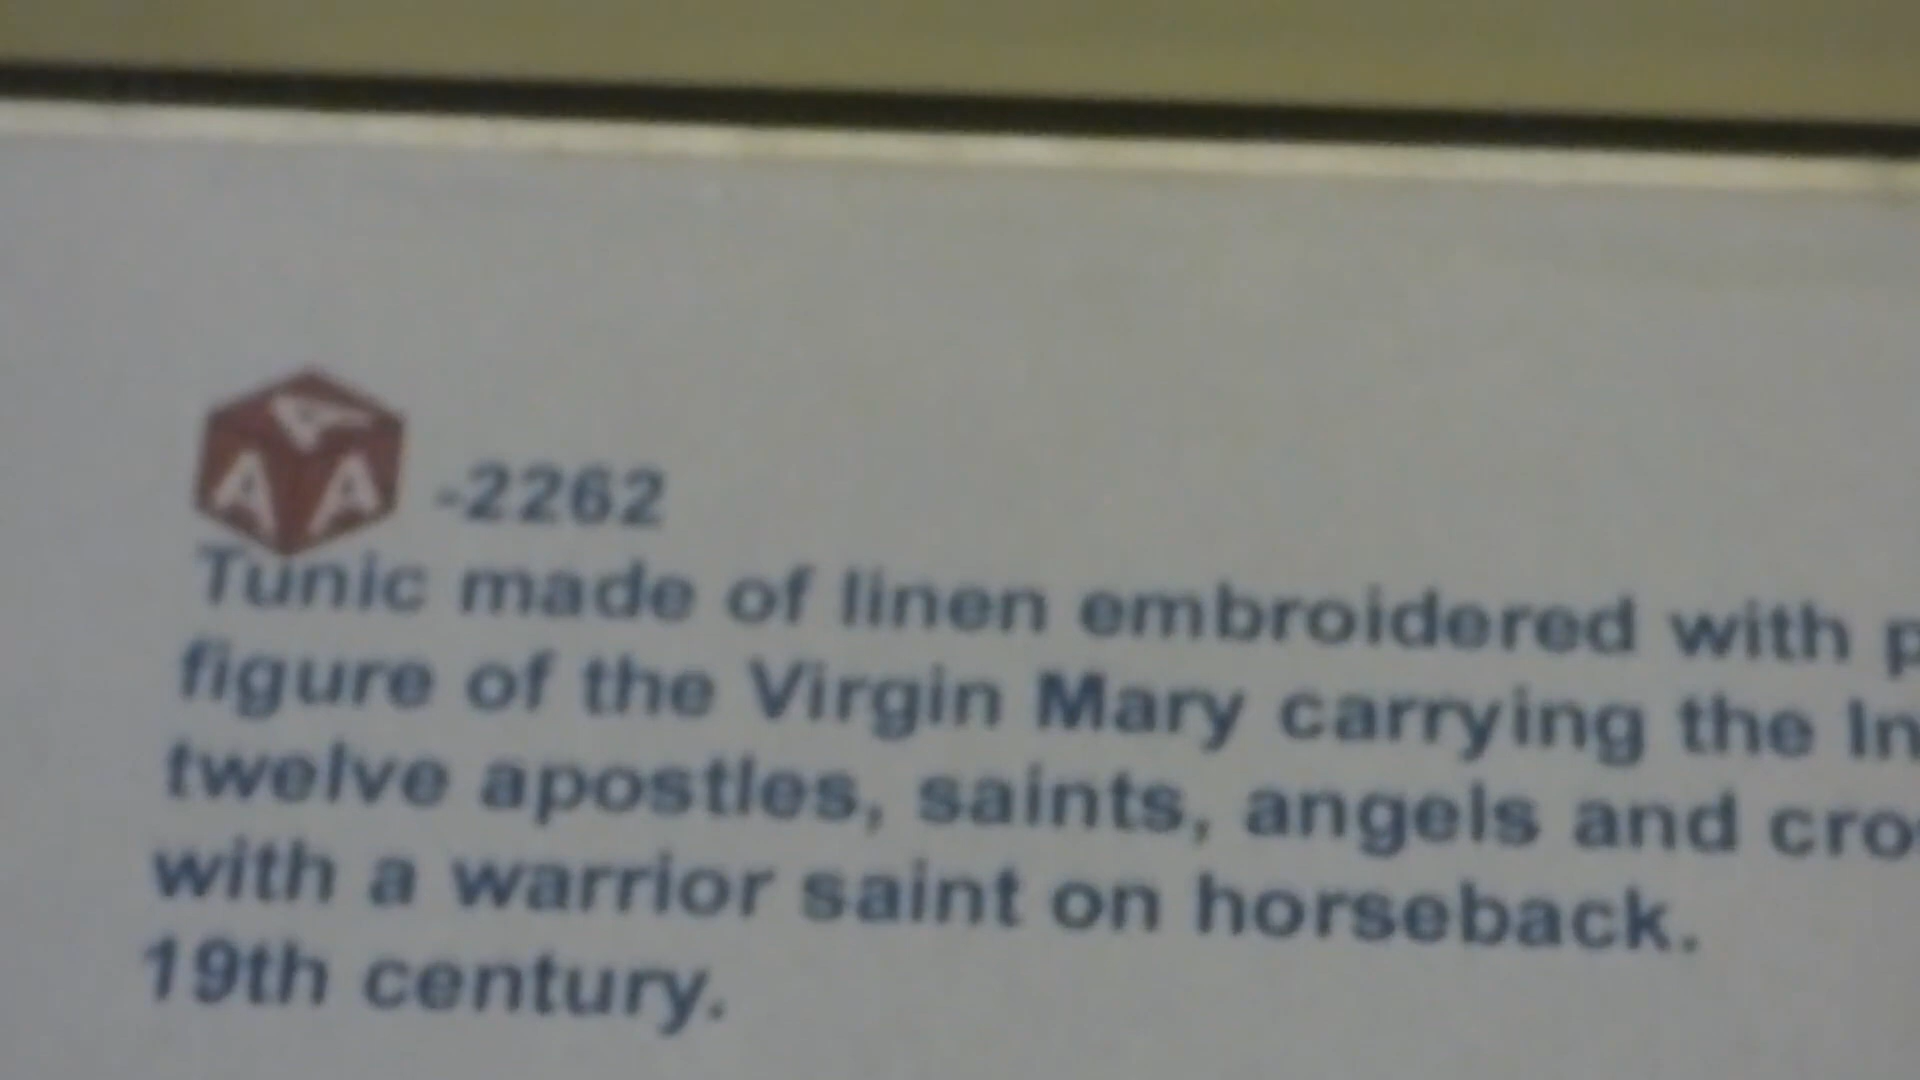 A A A -2262
Tunic made of linen embroidered with
figure of the Virgin Mary carrying the
twelve apostles, saints, angels and
with a warrior saint on horseback.
19th century.